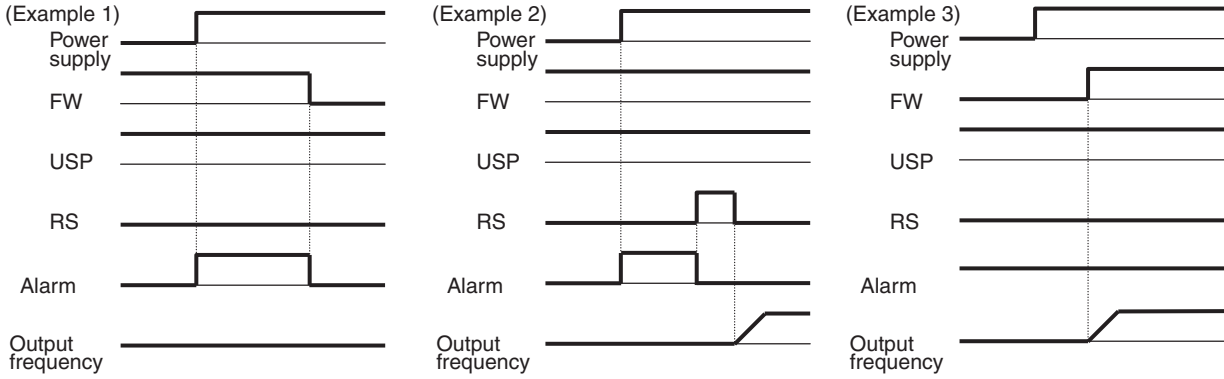 (Example 1)
Power
supply
FW
USP
RS
Alarm
Output
frequency
(Example 2)
Power
supply
FW
USP
RS
Alarm
Output
frequency
(Example 3)
Power
supply
FW
USP
RS
Alarm
Output
frequency